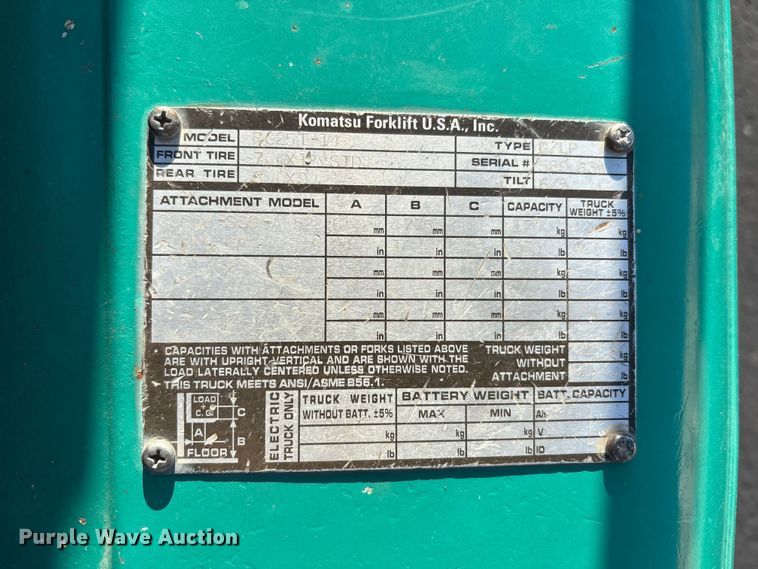 Komatsu Forklift U.S.A., Inc.
MODEL TYPE
FRONT TIRE STD SERIAL #
REAR TIRE TILT
ATTACHMENT MODEL A B C CAPACITY TRUCK WEIGHT ±5%
mm mm mm kg kg
in in in lb lb
mm mm mm kg kg
in in in lb lb
mm mm mm kg kg
in in in lb lb
• CAPACITIES WITH ATTACHMENTS OR FORKS LISTED ABOVE
ARE WITH UPRIGHT VERTICAL AND ARE SHOWN WITH THE
LOAD LATERALLY CENTERED UNLESS OTHERWISE NOTED.
THIS TRUCK MEETS ANSI/ASME B56.1.
TRUCK WEIGHT kg
WITHOUT
ATTACHMENT lb
LOAD
C.G.
C
A
B
FLOOR
ELECTRIC
TRUCK ONLY
TRUCK WEIGHT BATTERY WEIGHT BATT. CAPACITY
WITHOUT BATT. ±5% MAX MIN Ah
kg kg kg V
lb lb lb ID
Purple Wave Auction